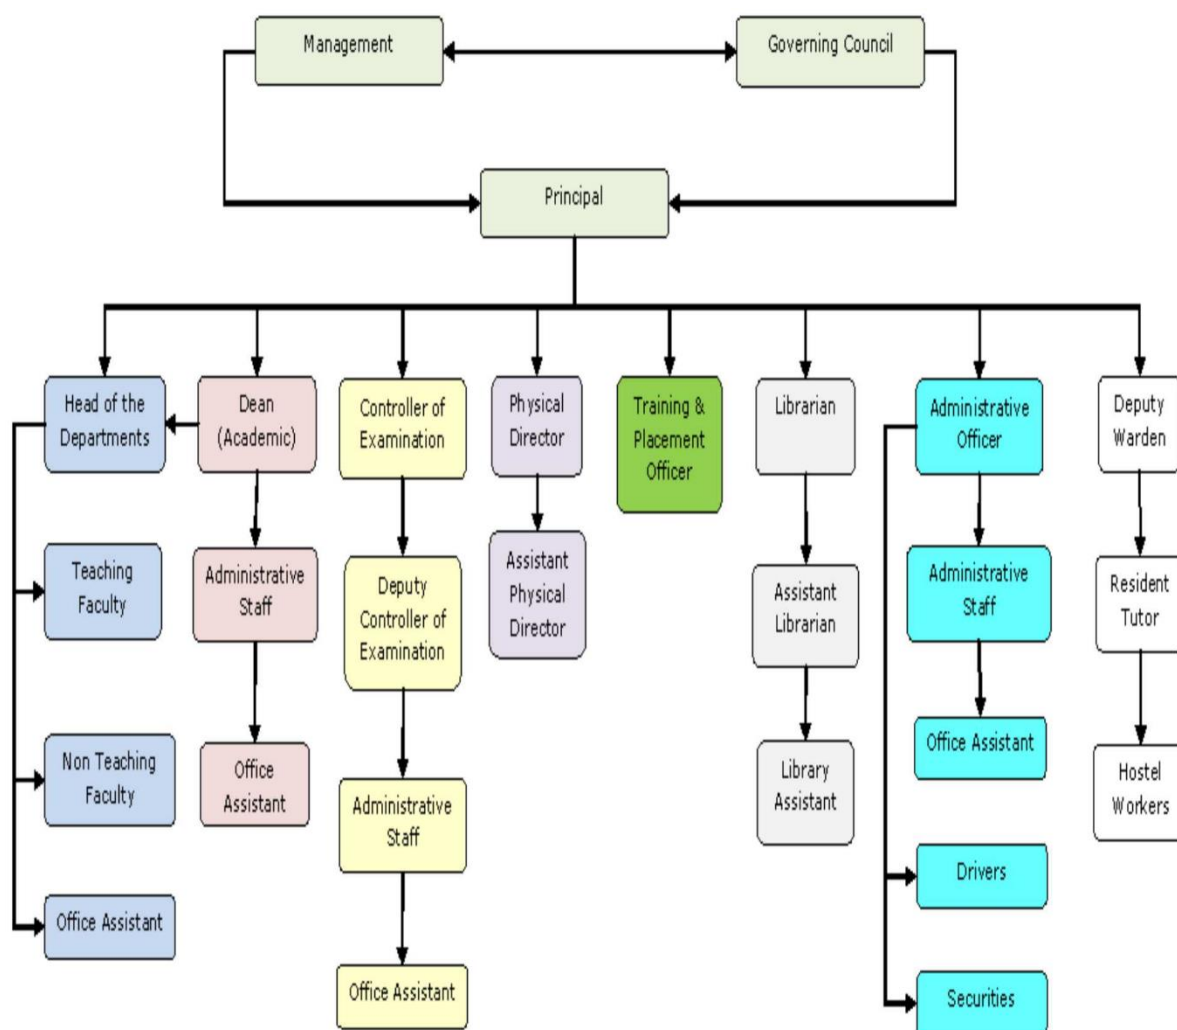 Management
Governing Council
Principal
Head of the
Departments
Dean
(Academic)
Controller of
Examination
Physical
Director
Training &
Placement
Officer
Librarian
Administrative
Officer
Deputy
Warden
Teaching
Faculty
Administrative
Staff
Deputy
Controller of
Examination
Assistant
Physical
Director
Assistant
Librarian
Administrative
Staff
Resident
Tutor
Non Teaching
Faculty
Office
Assistant
Administrative
Staff
Library
Assistant
Office Assistant
Hostel
Workers
Office Assistant
Office Assistant
Drivers
Securities